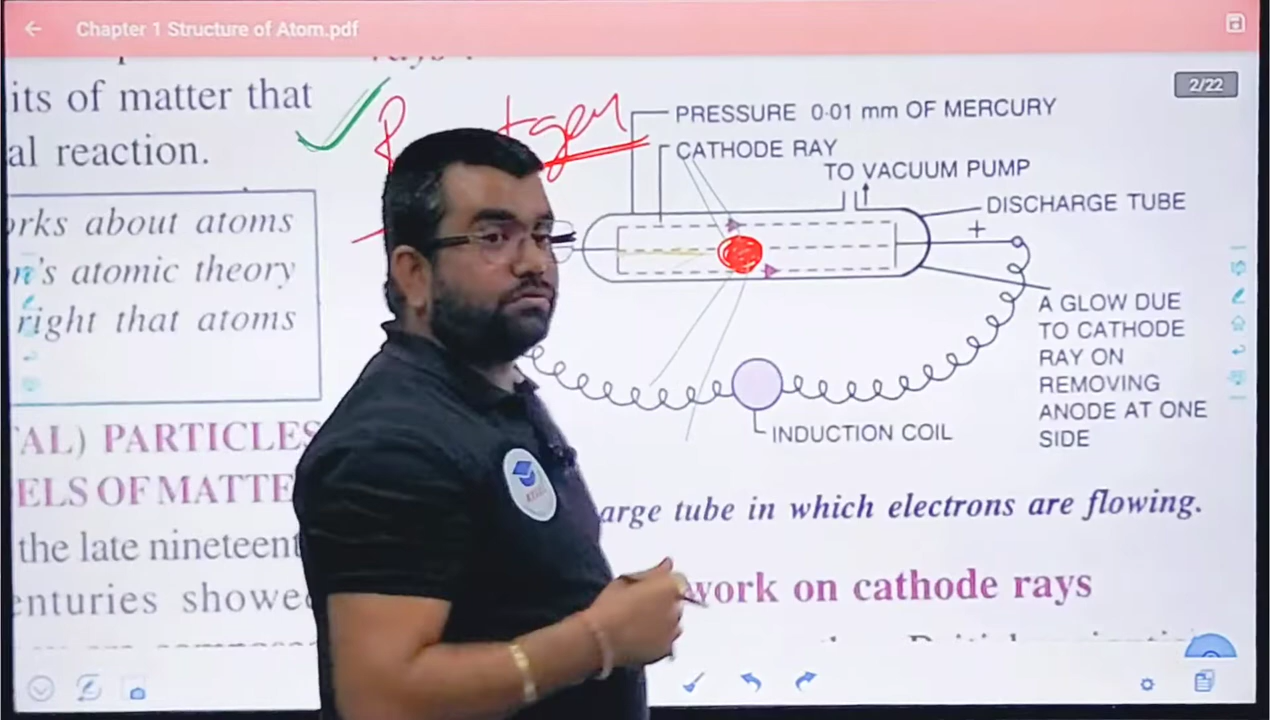 Chapter 1 Structure of Atom.pdf
2/22
its of matter that
al reaction.
orks about atoms
n's atomic theory
right that atoms
AL) PARTICLES
ELS OF MATTE
the late nineteent
enturies showe
PRESSURE 0·01 mm OF MERCURY
CATHODE RAY
TO VACUUM PUMP
DISCHARGE TUBE
+
A GLOW DUE
TO CATHODE
RAY ON
REMOVING
ANODE AT ONE
SIDE
INDUCTION COIL
arge tube in which electrons are flowing.
work on cathode rays